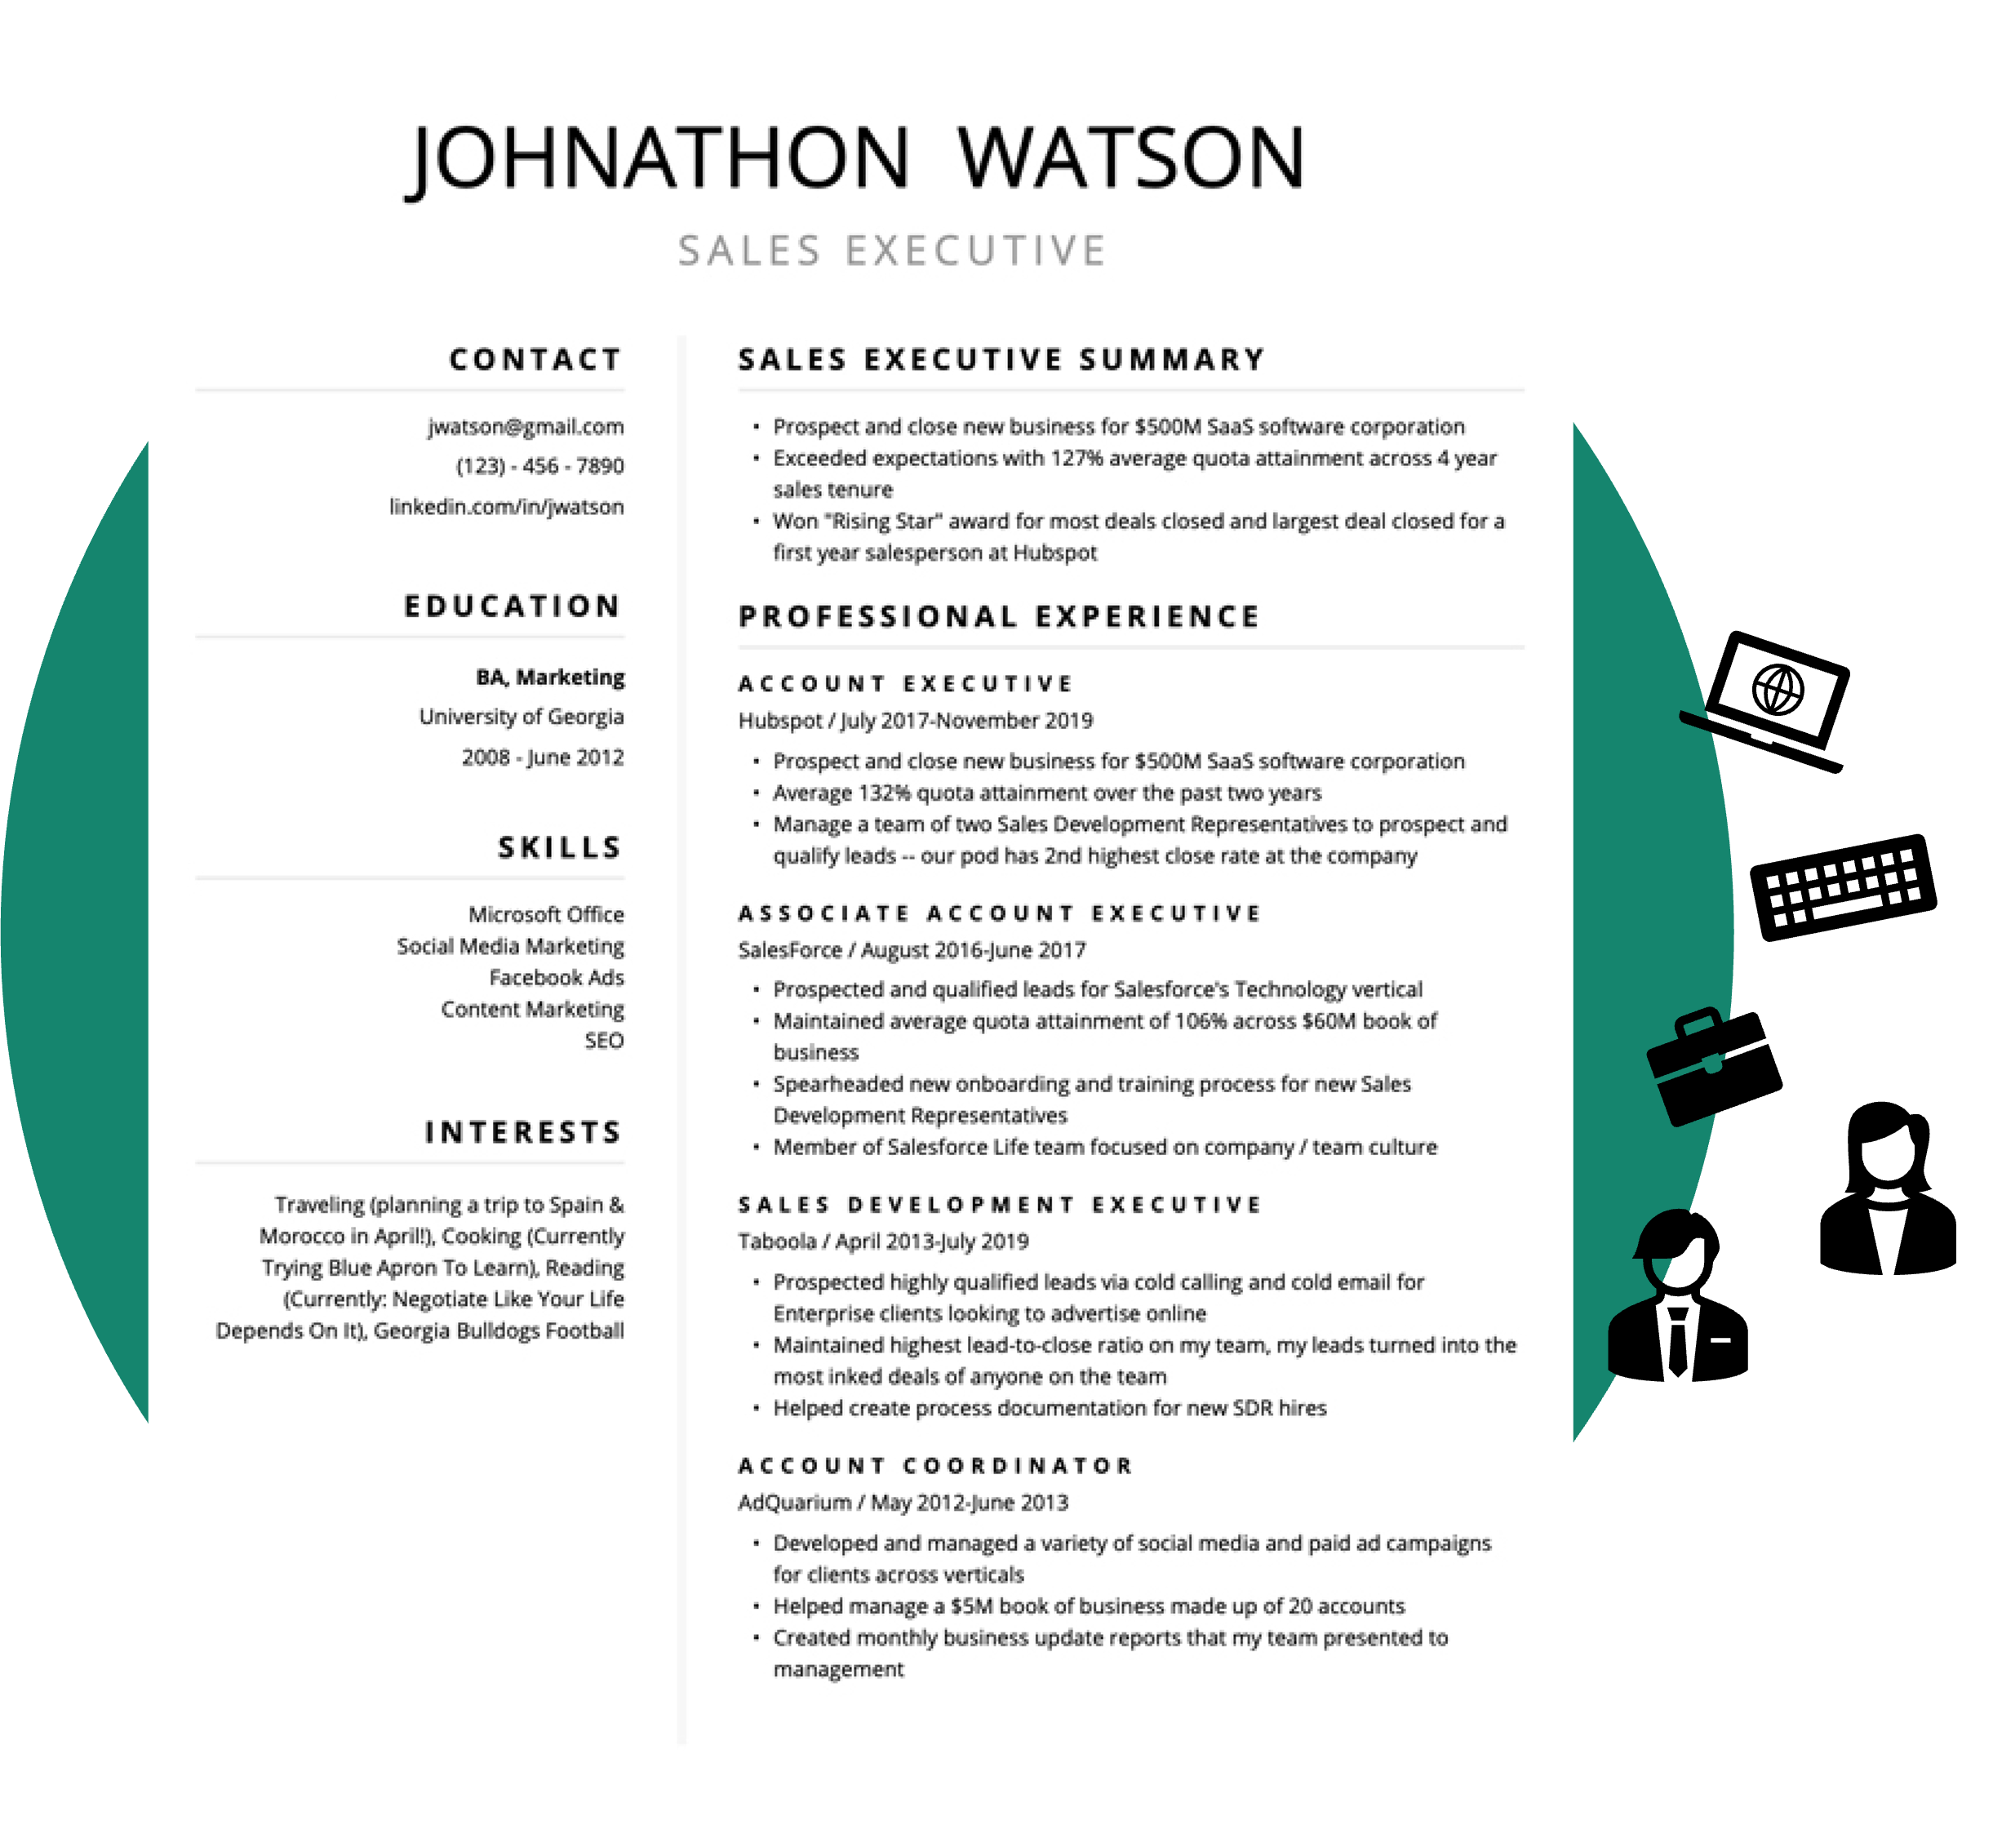 JOHNATHON WATSON
SALES EXECUTIVE
CONTACT
jwatson@gmail.com
(123) - 456 - 7890
linkedin.com/in/jwatson
EDUCATION
BA, Marketing
University of Georgia
2008 - June 2012
SKILLS
Microsoft Office
Social Media Marketing
Facebook Ads
Content Marketing
SEO
INTERESTS
Traveling (planning a trip to Spain &
Morocco in April!), Cooking (Currently
Trying Blue Apron To Learn), Reading
(Currently: Negotiate Like Your Life
Depends On It), Georgia Bulldogs Football
SALES EXECUTIVE SUMMARY
• Prospect and close new business for $500M SaaS software corporation
• Exceeded expectations with 127% average quota attainment across 4 year
sales tenure
• Won "Rising Star" award for most deals closed and largest deal closed for a
first year salesperson at Hubspot
PROFESSIONAL EXPERIENCE
ACCOUNT EXECUTIVE
Hubspot / July 2017-November 2019
• Prospect and close new business for $500M SaaS software corporation
• Average 132% quota attainment over the past two years
• Manage a team of two Sales Development Representatives to prospect and
qualify leads -- our pod has 2nd highest close rate at the company
ASSOCIATE ACCOUNT EXECUTIVE
SalesForce / August 2016-June 2017
• Prospected and qualified leads for Salesforce's Technology vertical
• Maintained average quota attainment of 106% across $60M book of
business
• Spearheaded new onboarding and training process for new Sales
Development Representatives
• Member of Salesforce Life team focused on company / team culture
SALES DEVELOPMENT EXECUTIVE
Taboola / April 2013-July 2019
• Prospected highly qualified leads via cold calling and cold email for
Enterprise clients looking to advertise online
• Maintained highest lead-to-close ratio on my team, my leads turned into the
most inked deals of anyone on the team
• Helped create process documentation for new SDR hires
ACCOUNT COORDINATOR
AdQuarium / May 2012-June 2013
• Developed and managed a variety of social media and paid ad campaigns
for clients across verticals
• Helped manage a $5M book of business made up of 20 accounts
• Created monthly business update reports that my team presented to
management